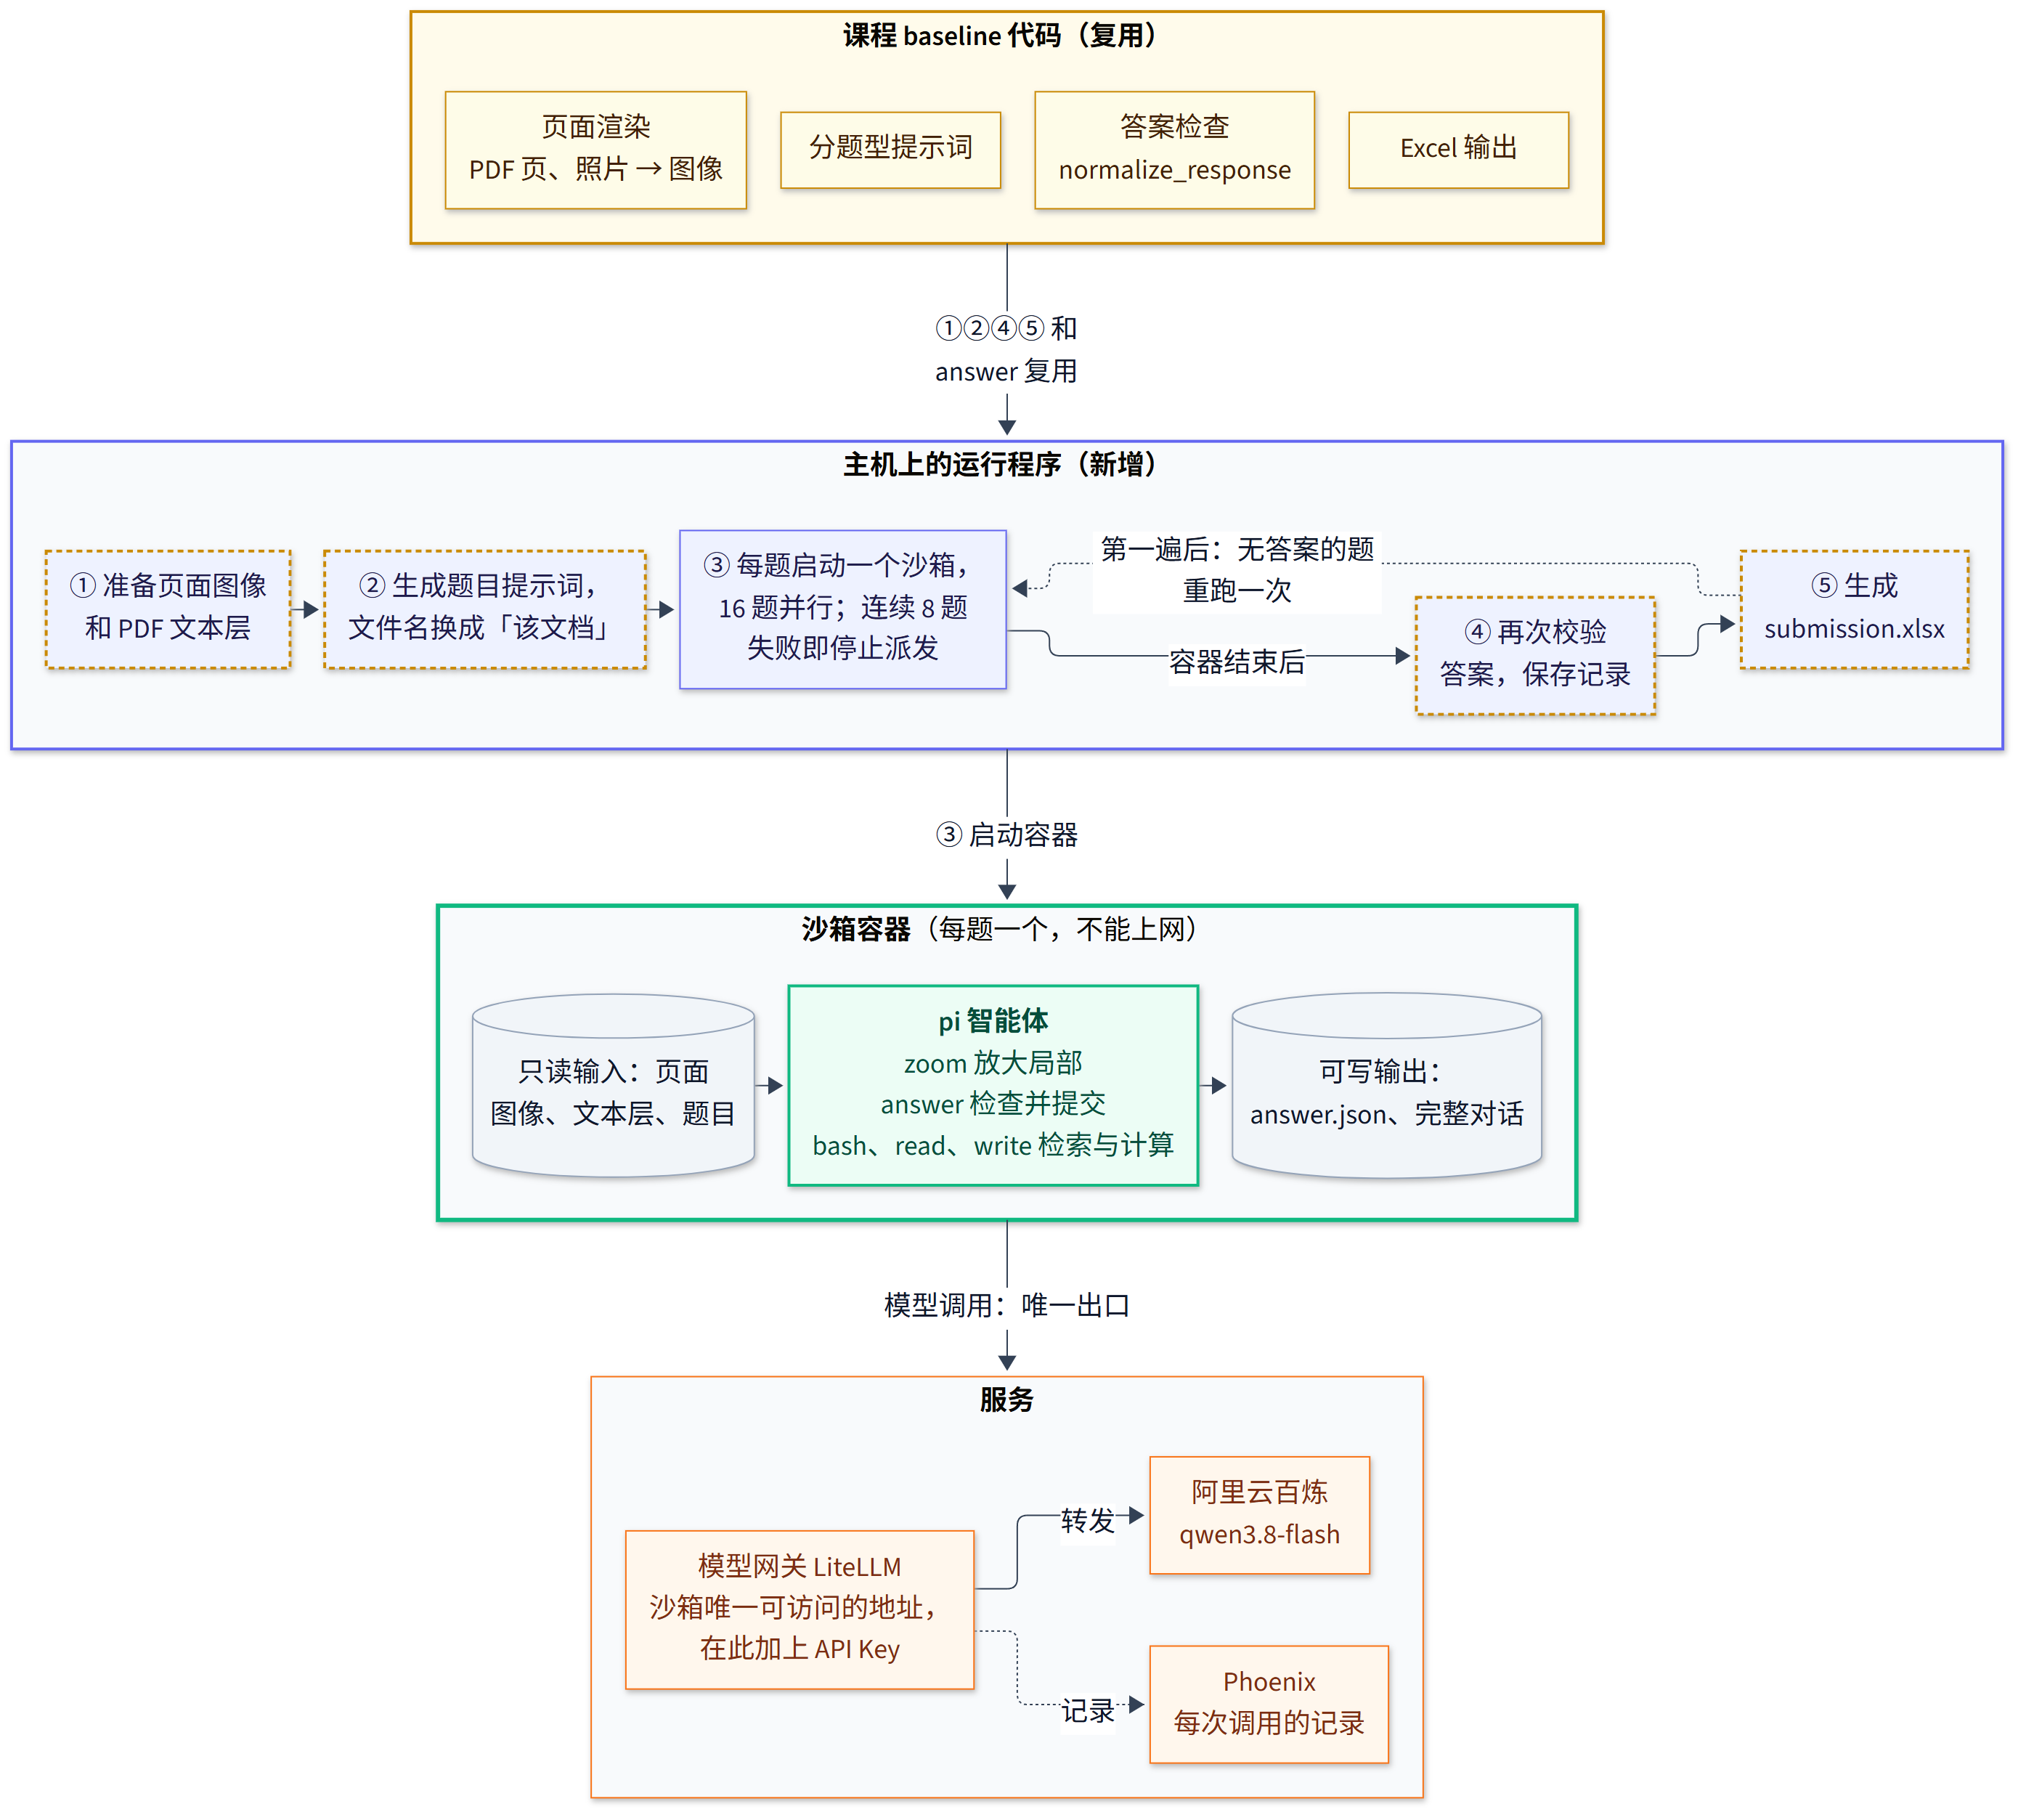 课程 baseline 代码（复用）
页面渲染
PDF 页、照片 → 图像
分题型提示词
答案检查
normalize_response
Excel 输出
①②④⑤ 和
answer 复用
主机上的运行程序（新增）
① 准备页面图像
和 PDF 文本层
② 生成题目提示词，
文件名换成「该文档」
③ 每题启动一个沙箱，
16 题并行；连续 8 题
失败即停止派发
第一遍后：无答案的题
重跑一次
容器结束后
④ 再次校验
答案，保存记录
⑤ 生成
submission.xlsx
③ 启动容器
沙箱容器（每题一个，不能上网）
只读输入：页面
图像、文本层、题目
pi 智能体
zoom 放大局部
answer 检查并提交
bash、read、write 检索与计算
可写输出：
answer.json、完整对话
模型调用：唯一出口
服务
模型网关 LiteLLM
沙箱唯一可访问的地址，
在此加上 API Key
转发
阿里云百炼
qwen3.8-flash
记录
Phoenix
每次调用的记录